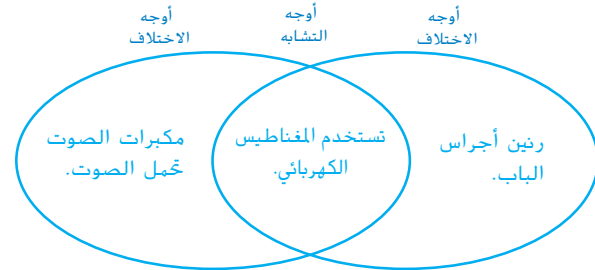 أوجه
الاختلاف
أوجه
التشابه
أوجه
الاختلاف
رنين أجراس
الباب.
تستخدم المغناطيس
الكهربائي.
مكبرات الصوت
تحمل الصوت.